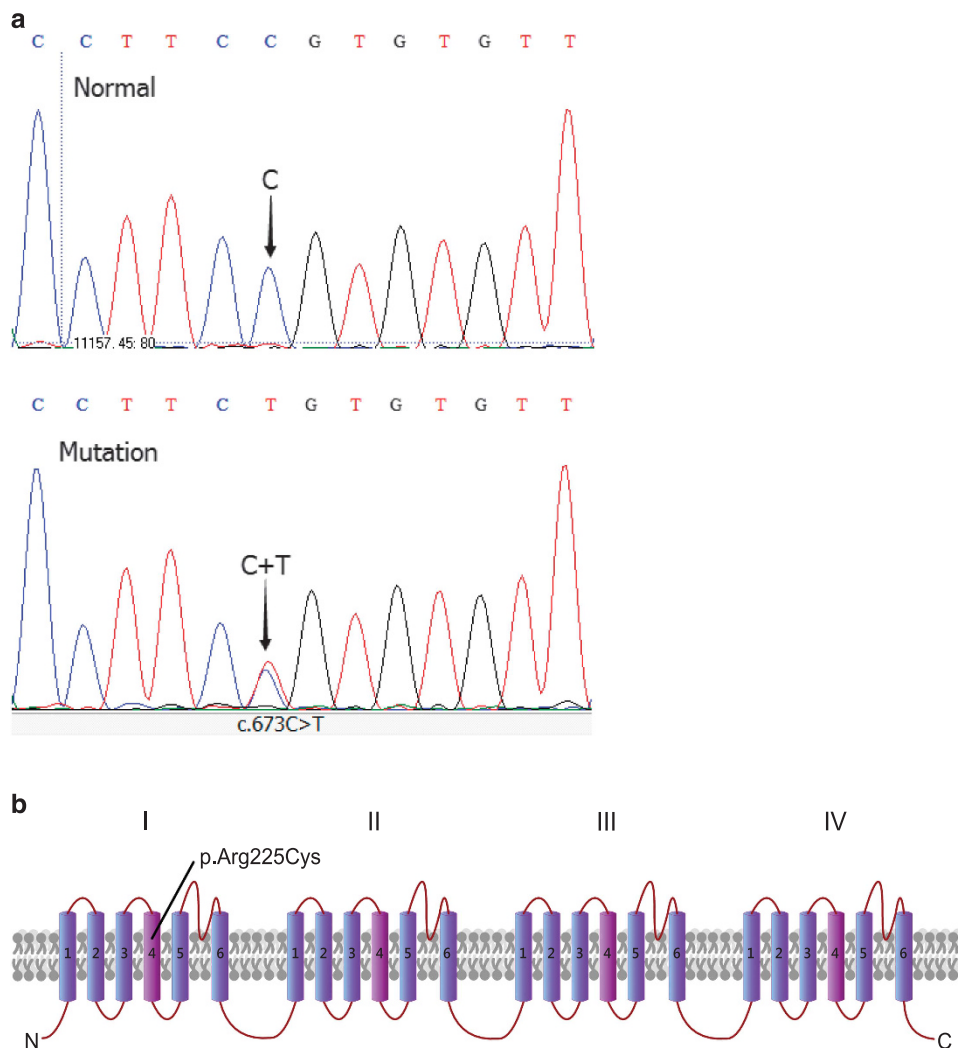 a
C C T T C C G T G T G T T
Normal
C
11157. 45: 80
C C T T C T G T G T G T T
Mutation
C+T
c.673C>T
b
I II III IV
p.Arg225Cys
1 2 3 4 5 6 1 2 3 4 5 6 1 2 3 4 5 6 1 2 3 4 5 6
N C